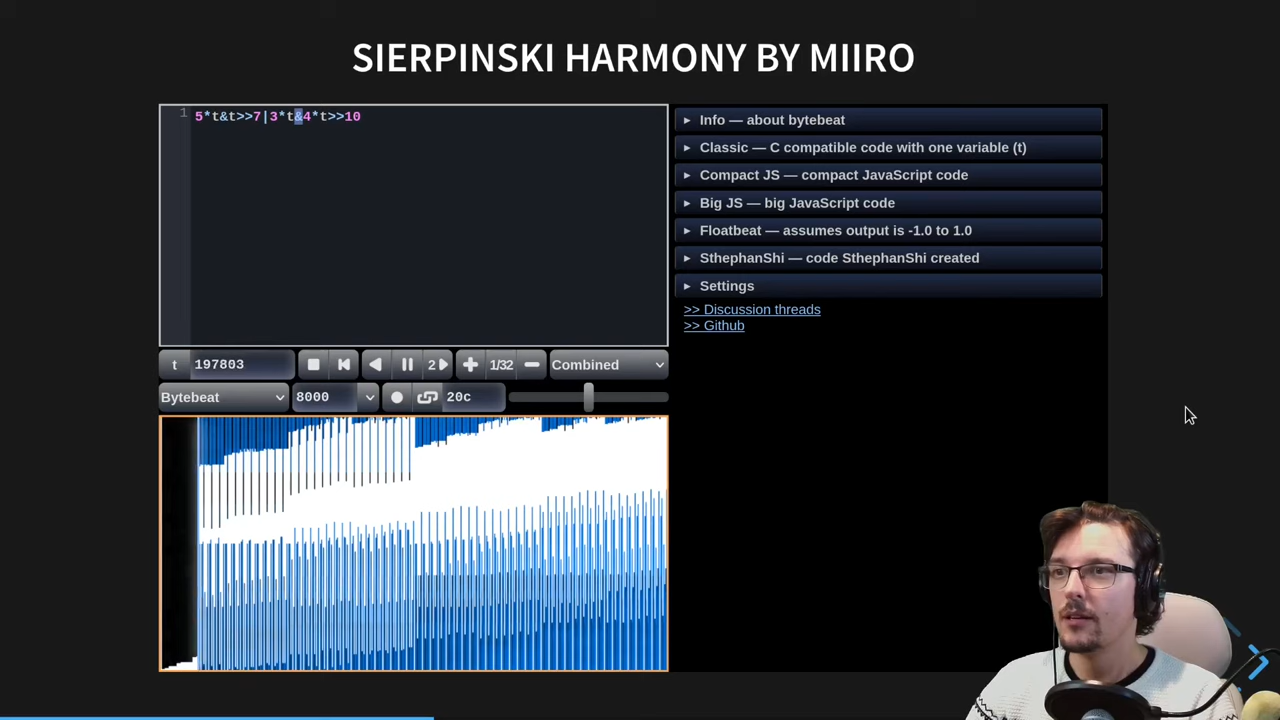 SIERPINSKI HARMONY BY MIIRO
1 5*t&t>>7|3*t&4*t>>10
► Info — about bytebeat
► Classic — C compatible code with one variable (t)
► Compact JS — compact JavaScript code
► Big JS — big JavaScript code
► Floatbeat — assumes output is -1.0 to 1.0
► SthephanShi — code SthephanShi created
► Settings
>> Discussion threads
>> Github
t 197803 2 1/32 Combined
Bytebeat 8000 20c